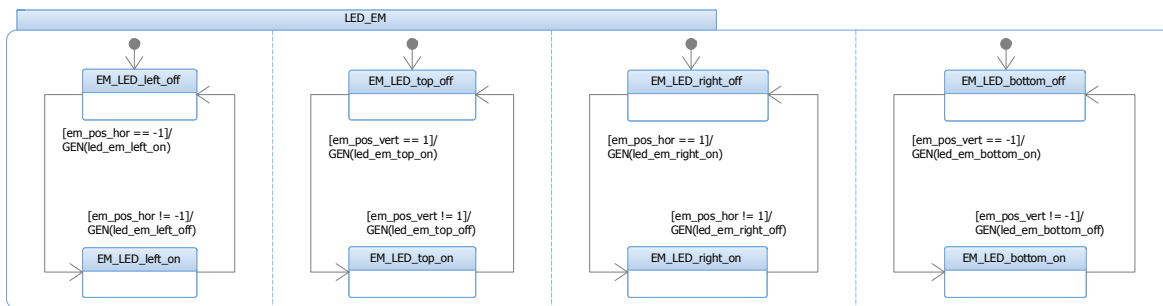 LED_EM
EM_LED_left_off
[em_pos_hor == -1]/
GEN(led_em_left_on)
[em_pos_hor != -1]/
GEN(led_em_left_off)
EM_LED_left_on
EM_LED_top_off
[em_pos_vert == 1]/
GEN(led_em_top_on)
[em_pos_vert != 1]/
GEN(led_em_top_off)
EM_LED_top_on
EM_LED_right_off
[em_pos_hor == 1]/
GEN(led_em_right_on)
[em_pos_hor != 1]/
GEN(led_em_right_off)
EM_LED_right_on
EM_LED_bottom_off
[em_pos_vert == -1]/
GEN(led_em_bottom_on)
[em_pos_vert != -1]/
GEN(led_em_bottom_off)
EM_LED_bottom_on